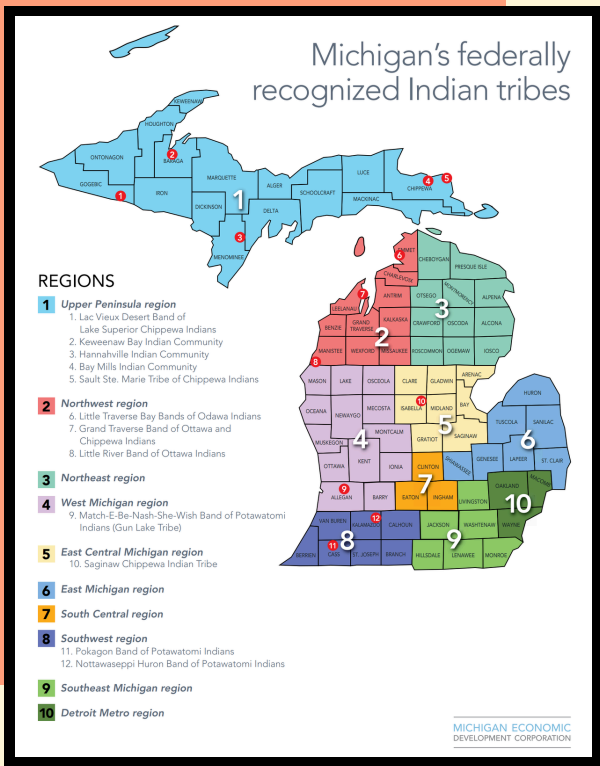 Michigan's federally
recognized Indian tribes
KEWEENAW
HOUGHTON
2
BARAGA
ONTONAGON
MARQUETTE
LUCE
GOGEBIC
1
IRON
1
ALGER
SCHOOLCRAFT
CHIPPEWA
4
5
MACKINAC
DICKINSON
DELTA
3
MENOMINEE
EMMET
6
CHEBOYGAN
PRESQUE ISLE
CHARLEVOIX
7
LEELANAU
ANTRIM
OTSEGO
MONTMORENCY
ALPENA
3
BENZIE
GRAND
TRAVERSE
KALKASKA
CRAWFORD
OSCODA
ALCONA
2
MANISTEE
WEXFORD
MISSAUKEE
ROSCOMMON
OGEMAW
IOSCO
8
MASON
LAKE
OSCEOLA
CLARE
GLADWIN
ARENAC
HURON
OCEANA
NEWAYGO
MECOSTA
10
ISABELLA
MIDLAND
BAY
5
TUSCOLA
SANILAC
MUSKEGON
4
MONTCALM
GRATIOT
SAGINAW
6
OTTAWA
KENT
IONIA
CLINTON
SHIAWASSEE
GENESEE
LAPEER
ST. CLAIR
7
9
ALLEGAN
BARRY
EATON
INGHAM
LIVINGSTON
OAKLAND
MACOMB
10
VAN BUREN
KALAMAZOO
12
CALHOUN
JACKSON
WASHTENAW
WAYNE
8
9
BERRIEN
11
CASS
ST. JOSEPH
BRANCH
HILLSDALE
LENAWEE
MONROE
REGIONS
1 Upper Peninsula region
1. Lac Vieux Desert Band of
Lake Superior Chippewa Indians
2. Keweenaw Bay Indian Community
3. Hannahville Indian Community
4. Bay Mills Indian Community
5. Sault Ste. Marie Tribe of Chippewa Indians
2 Northwest region
6. Little Traverse Bay Bands of Odawa Indians
7. Grand Traverse Band of Ottawa and
Chippewa Indians
8. Little River Band of Ottawa Indians
3 Northeast region
4 West Michigan region
9. Match-E-Be-Nash-She-Wish Band of Potawatomi
Indians (Gun Lake Tribe)
5 East Central Michigan region
10. Saginaw Chippewa Indian Tribe
6 East Michigan region
7 South Central region
8 Southwest region
11. Pokagon Band of Potawatomi Indians
12. Nottawaseppi Huron Band of Potawatomi Indians
9 Southeast Michigan region
10 Detroit Metro region
MICHIGAN ECONOMIC
DEVELOPMENT CORPORATION